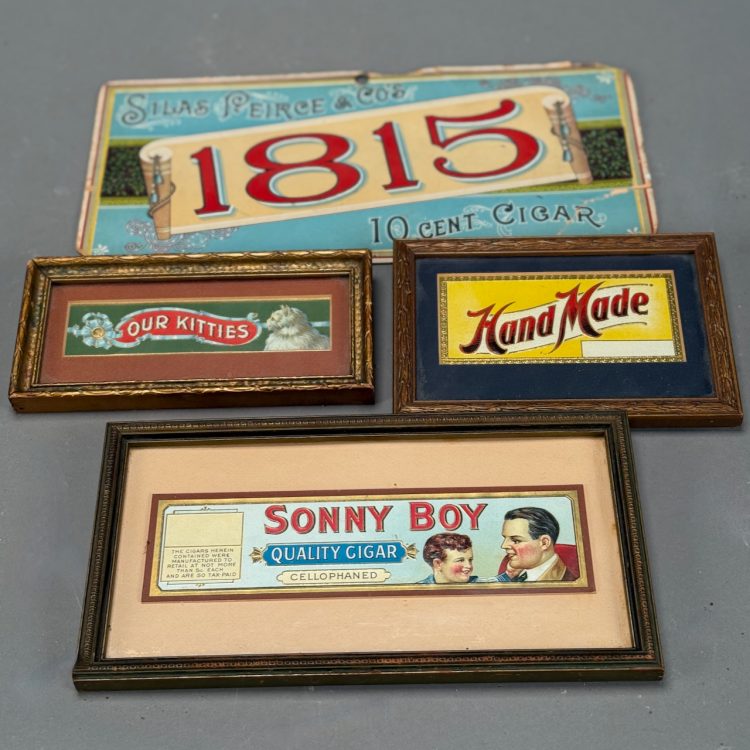 SILAS PEIRCE & CO'S
1815
10 CENT CIGAR
OUR KITTIES
Hand Made
SONNY BOY
QUALITY CIGAR
CELLOPHANED
THE CIGARS HEREIN
CONTAINED WERE
MANUFACTURED TO
RETAIL AT NOT MORE
THAN 5c. EACH
AND ARE SO TAX-PAID